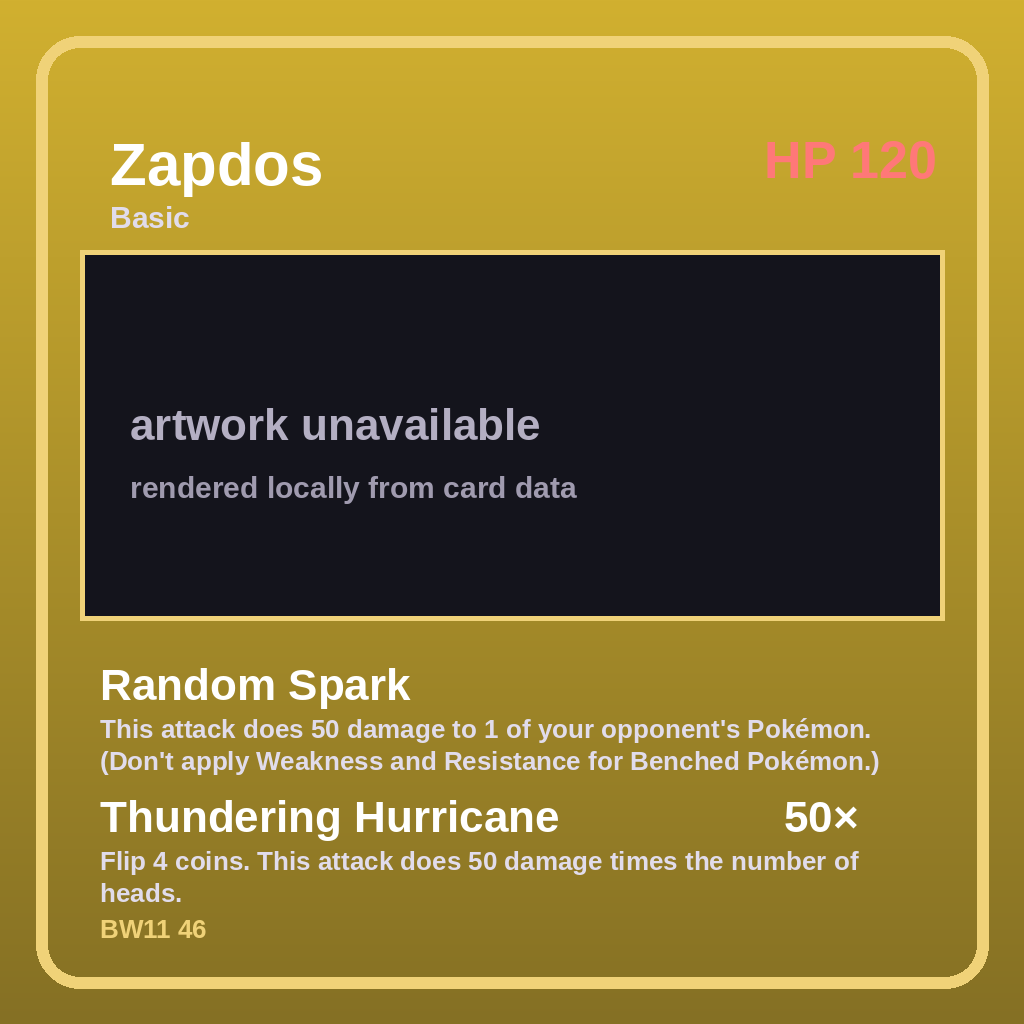 Zapdos
HP 120
Basic
artwork unavailable
rendered locally from card data
Random Spark
This attack does 50 damage to 1 of your opponent's Pokémon.
(Don't apply Weakness and Resistance for Benched Pokémon.)
Thundering Hurricane 50×
Flip 4 coins. This attack does 50 damage times the number of
heads.
BW11 46